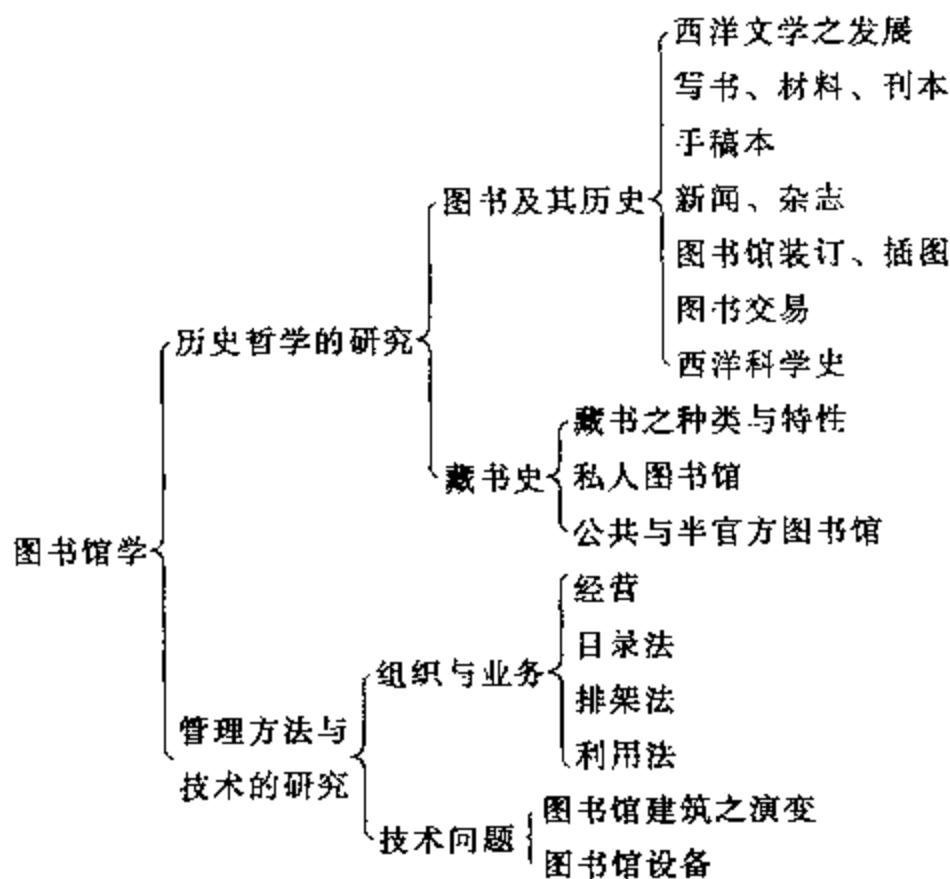 西洋文学之发展
写书、材料、刊本
手稿本
图书及其历史
新闻、杂志
图书馆装订、插图
图书交易
历史哲学的研究
西洋科学史
藏书之种类与特性
藏书史
私人图书馆
公共与半官方图书馆
图书馆学
经营
目录法
组织与业务
排架法
管理方法与
技术的研究
利用法
图书馆建筑之演变
技术问题
图书馆设备